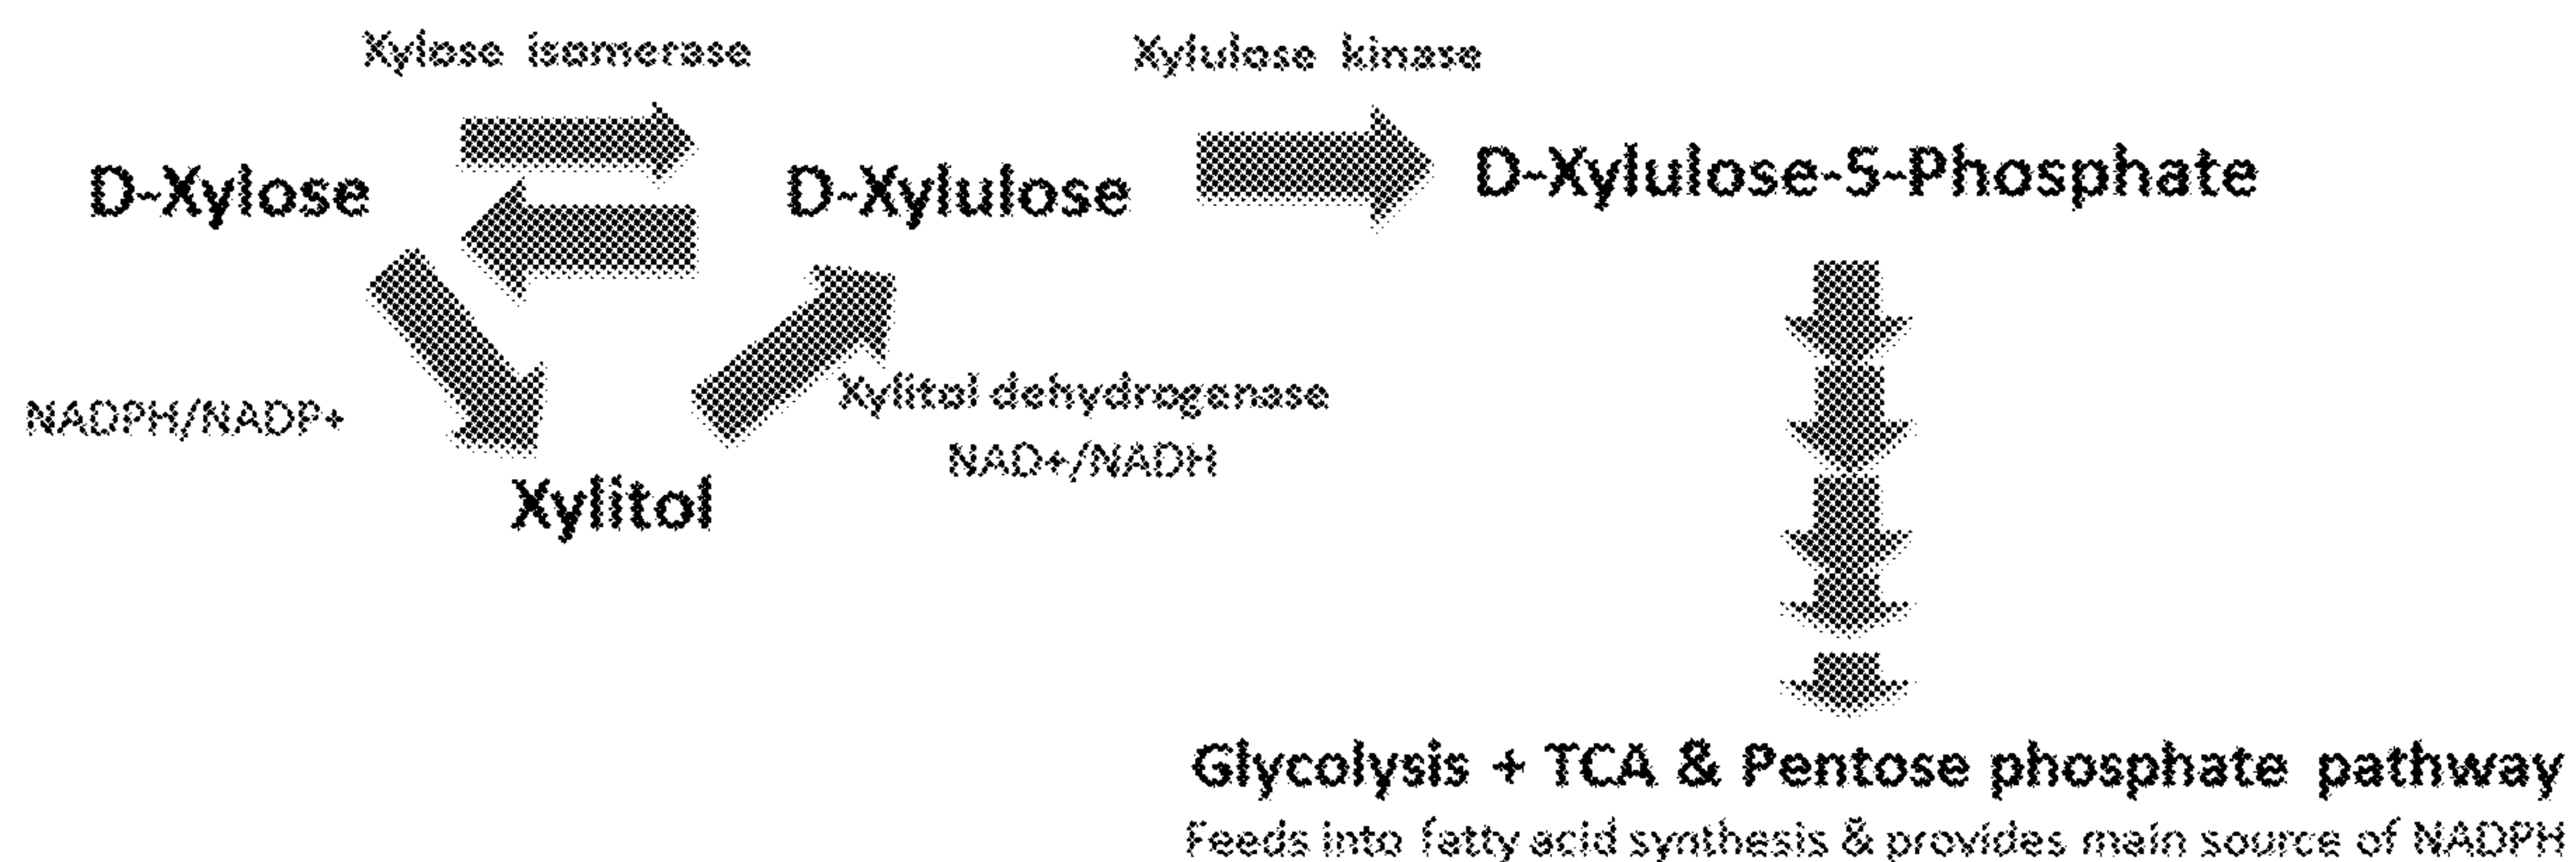 Xylose isomerase
Xylulose kinase
D-Xylose
D-Xylulose
D-Xylulose-5-Phosphate
NADPH/NADP+
Xylitol dehydrogenase
NAD+/NADH
Xylitol
Glycolysis + TCA & Pentose phosphate pathway
Feeds into fatty acid synthesis & provides main source of NADPH